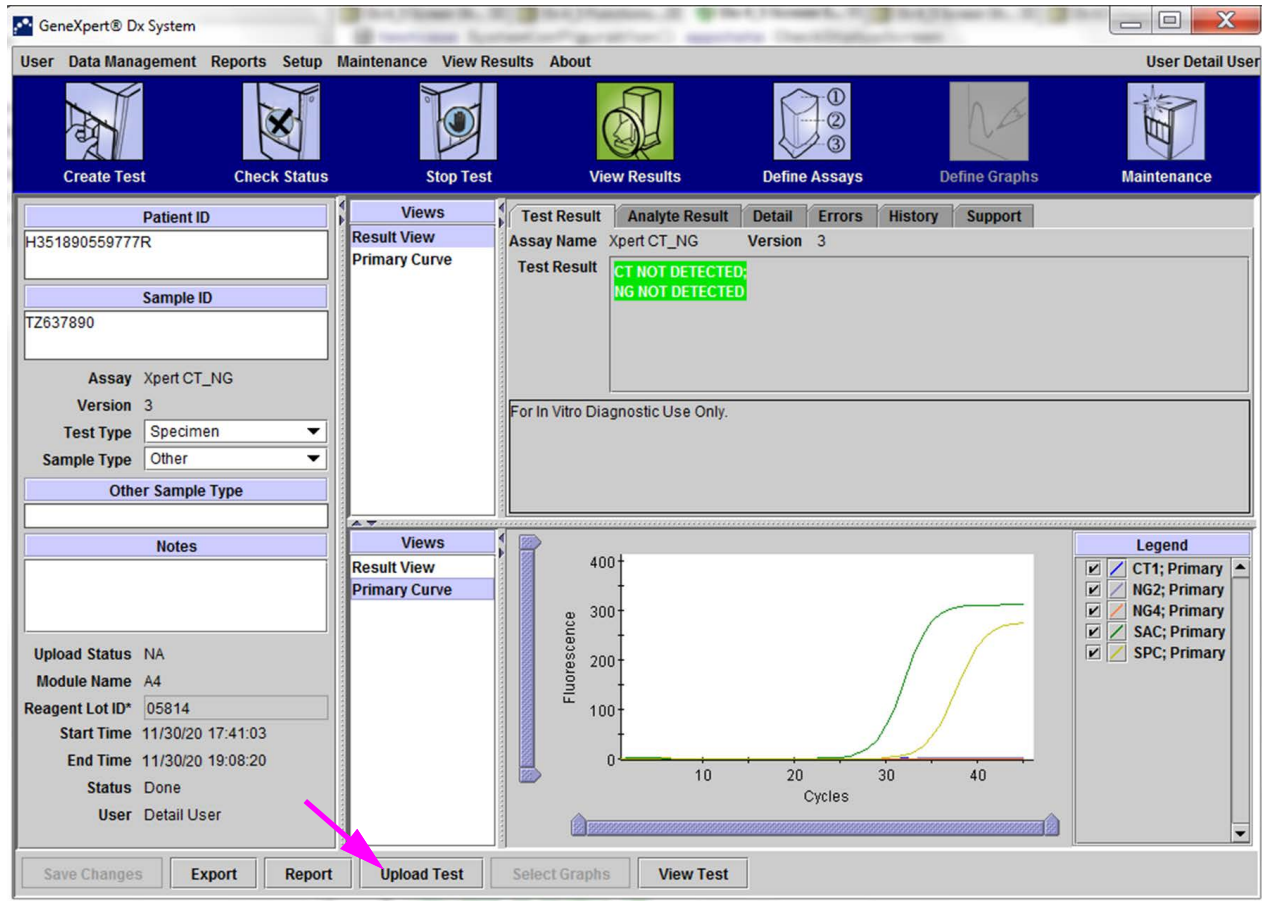 GeneXpert® Dx System
User Data Management Reports Setup Maintenance View Results About User Detail User
Create Test Check Status Stop Test View Results Define Assays Define Graphs Maintenance
1
2
3
Patient ID
H351890559777R
Sample ID
TZ637890
Assay Xpert CT_NG
Version 3
Test Type Specimen
Sample Type Other
Other Sample Type
Notes
Upload Status NA
Module Name A4
Reagent Lot ID* 05814
Start Time 11/30/20 17:41:03
End Time 11/30/20 19:08:20
Status Done
User Detail User
Views
Result View
Primary Curve
Test Result Analyte Result Detail Errors History Support
Assay Name Xpert CT_NG Version 3
Test Result CT NOT DETECTED;
NG NOT DETECTED
For In Vitro Diagnostic Use Only.
Views
Result View
Primary Curve
400
300
200
100
0
Fluorescence
10 20 30 40
Cycles
Legend
CT1; Primary
NG2; Primary
NG4; Primary
SAC; Primary
SPC; Primary
Save Changes Export Report Upload Test Select Graphs View Test